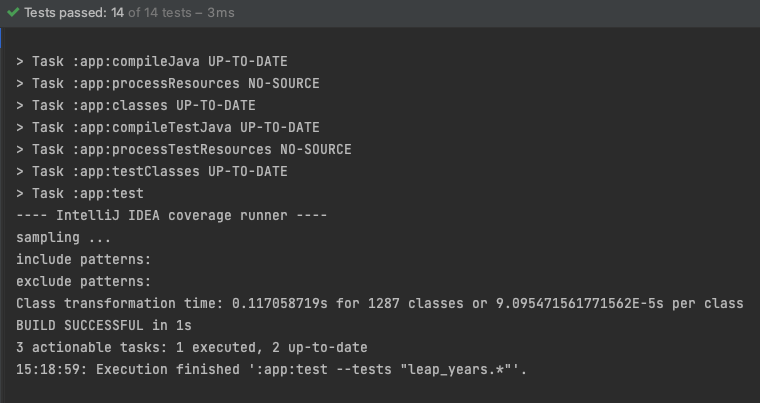 Tests passed: 14 of 14 tests – 3 ms
> Task :app:compileJava UP-TO-DATE
> Task :app:processResources NO-SOURCE
> Task :app:classes UP-TO-DATE
> Task :app:compileTestJava UP-TO-DATE
> Task :app:processTestResources NO-SOURCE
> Task :app:testClasses UP-TO-DATE
> Task :app:test
---- IntelliJ IDEA coverage runner ----
sampling ...
include patterns:
exclude patterns:
Class transformation time: 0.117058719s for 1287 classes or 9.095471561771562E-5s per class
BUILD SUCCESSFUL in 1s
3 actionable tasks: 1 executed, 2 up-to-date
15:18:59: Execution finished ':app:test --tests "leap_years.*"'.